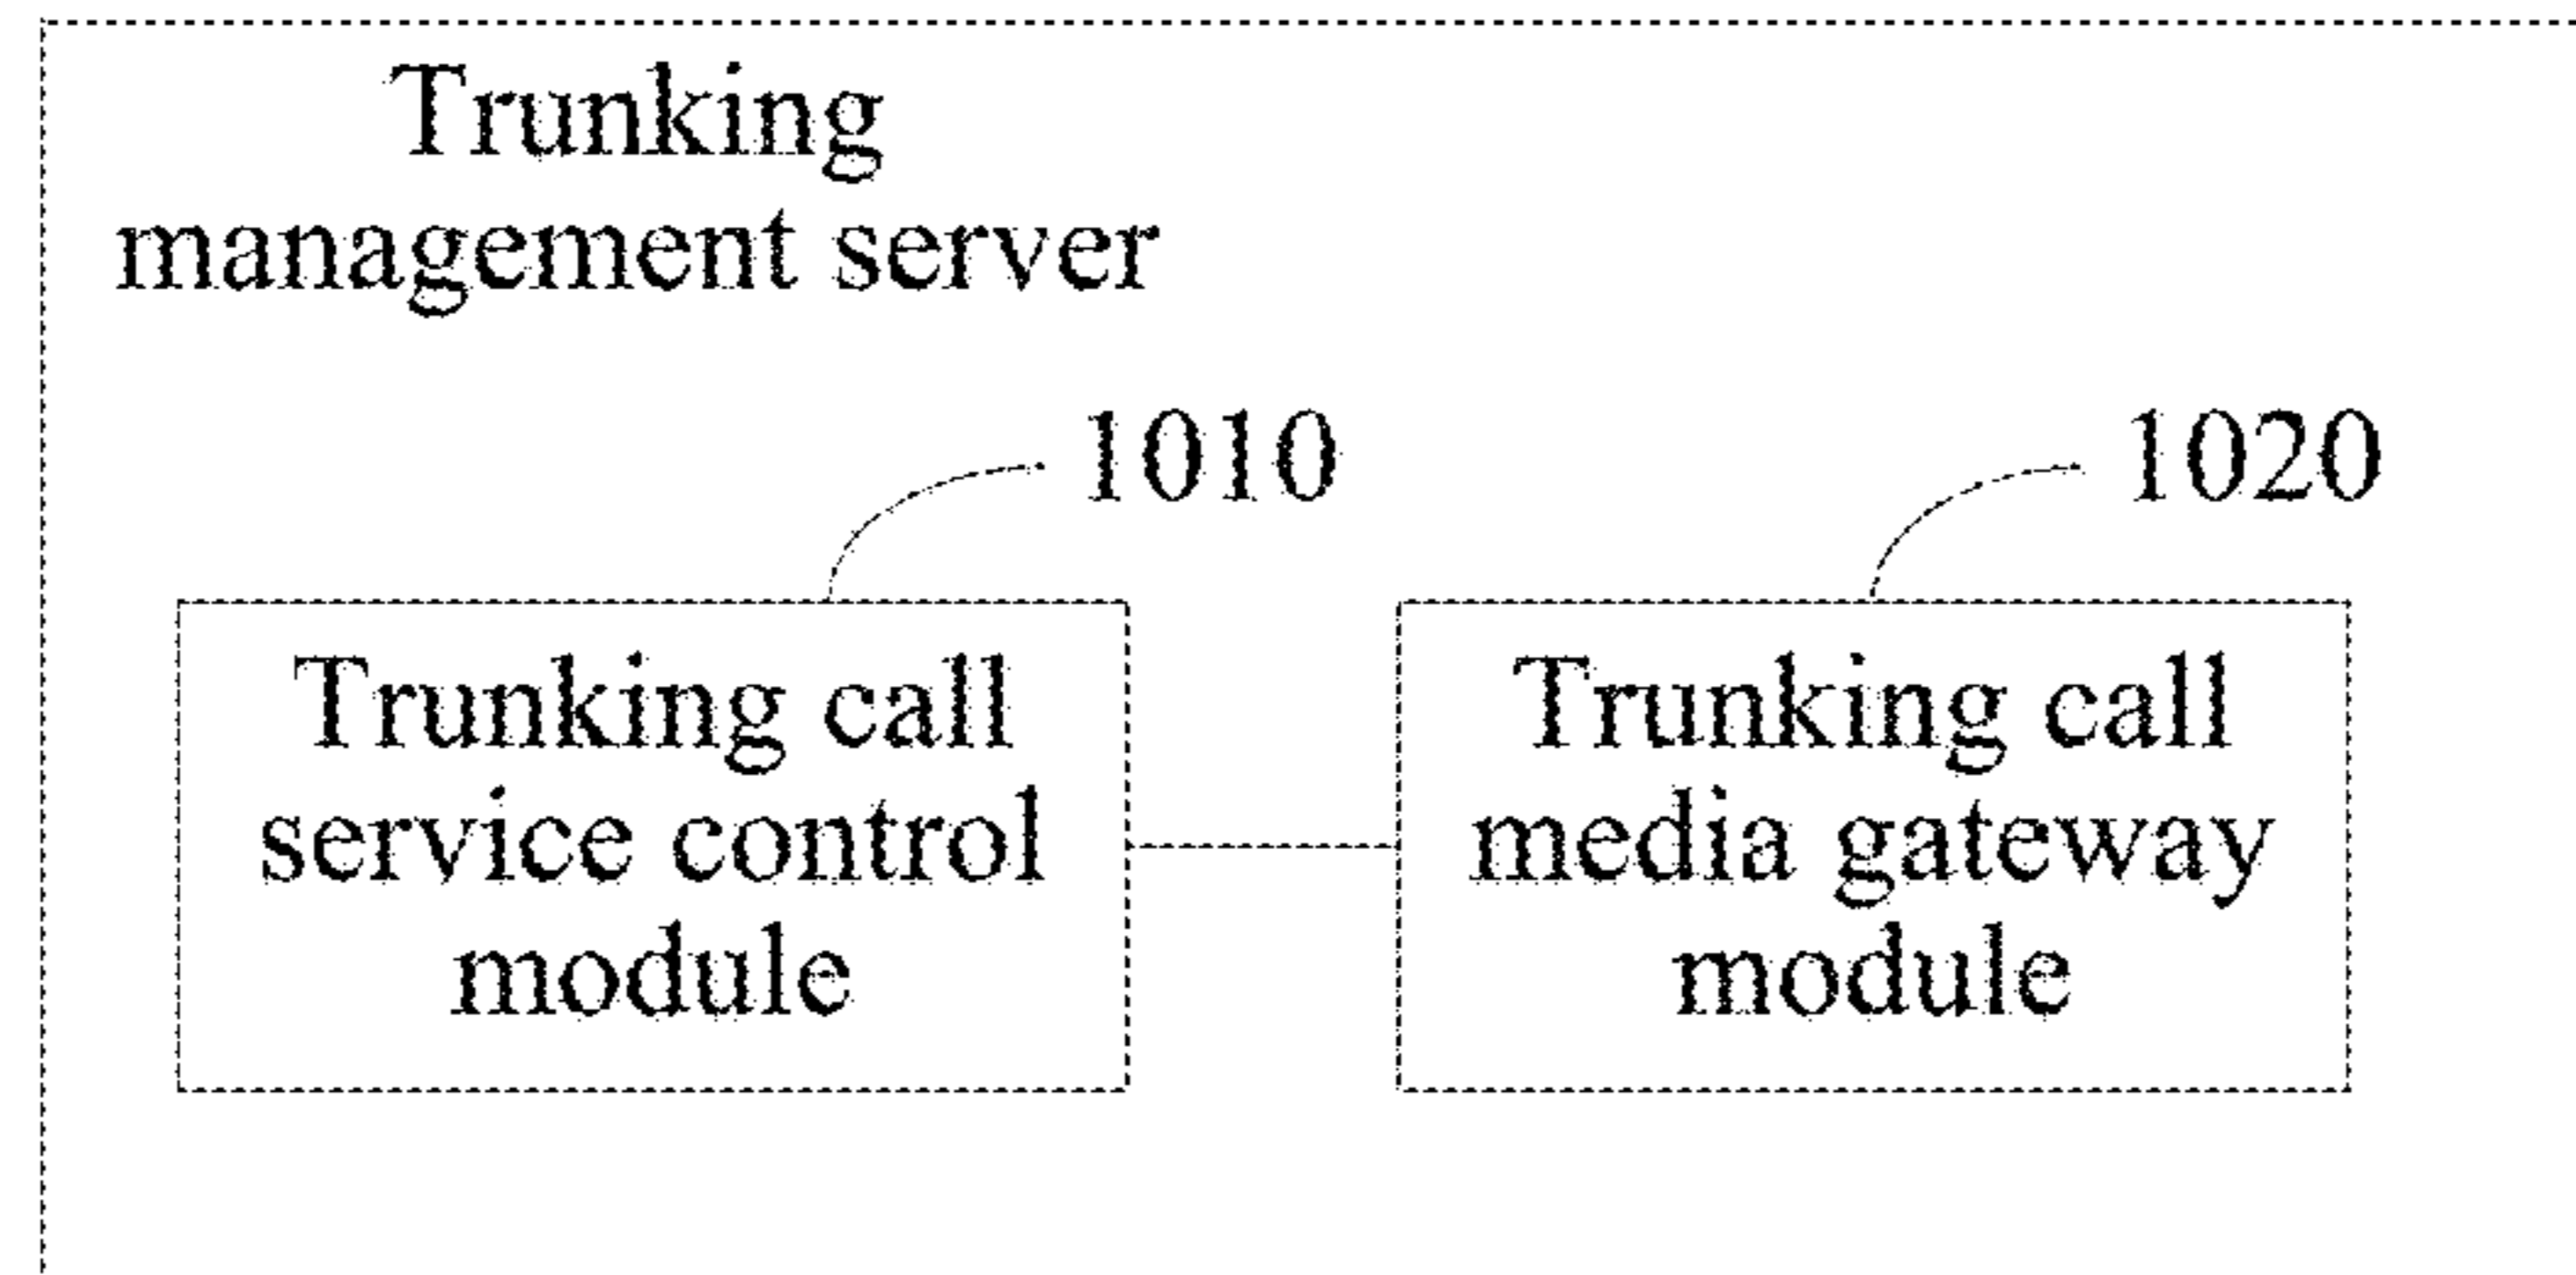 Trunking
management server
1010
1020
Trunking call
service control
module
Trunking call
media gateway
module